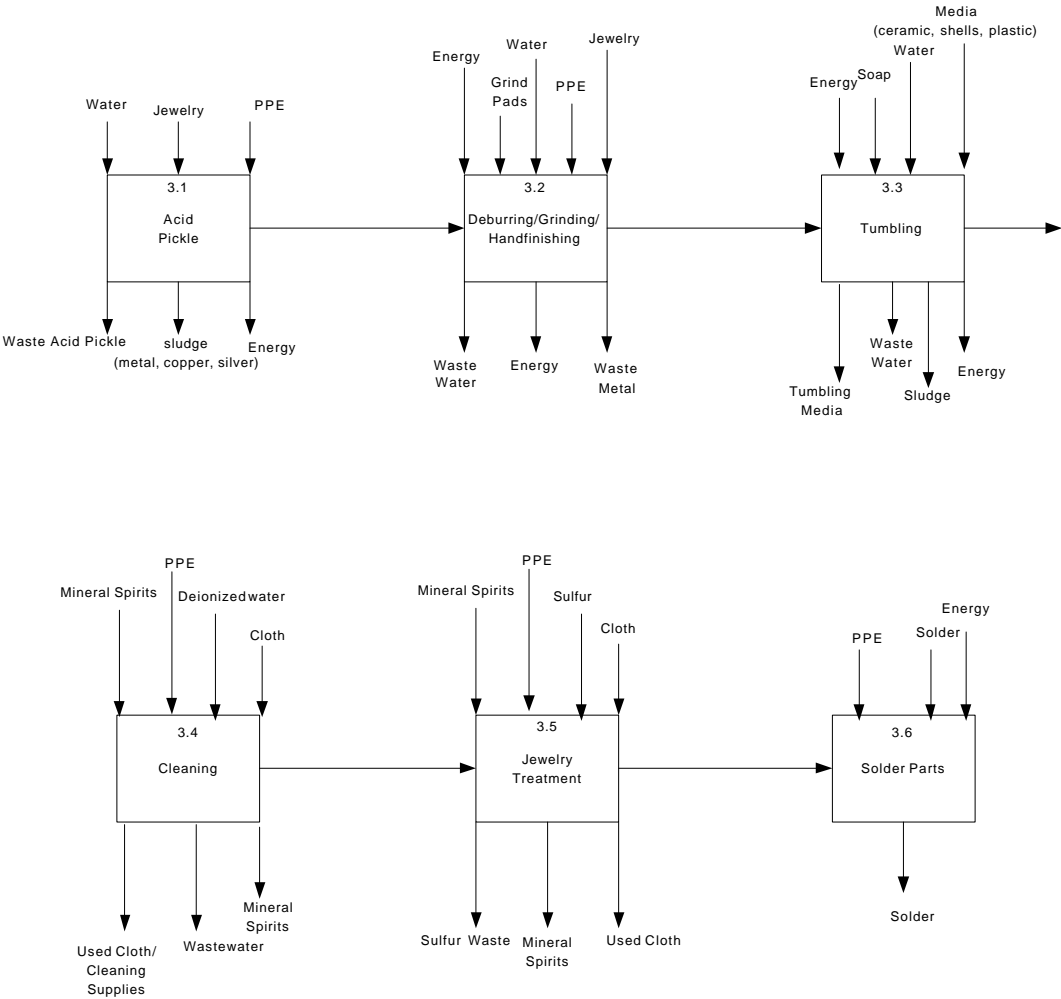 Media
(ceramic, shells, plastic)
Water
Jewelry
Water
Energy
Soap
Energy
Grind
Pads
PPE
Water
Jewelry
PPE
3.1
Acid
Pickle
3.2
Deburring/Grinding/
Handfinishing
3.3
Tumbling
Waste Acid Pickle
sludge
(metal, copper, silver)
Energy
Waste
Water
Energy
Waste
Metal
Waste
Water
Energy
Tumbling
Media
Sludge
PPE
Mineral Spirits
Deionized water
Cloth
PPE
Mineral Spirits
Sulfur
Cloth
Energy
Solder
PPE
3.4
Cleaning
3.5
Jewelry
Treatment
3.6
Solder Parts
Used Cloth/
Cleaning
Supplies
Wastewater
Mineral
Spirits
Sulfur Waste
Mineral
Spirits
Used Cloth
Solder